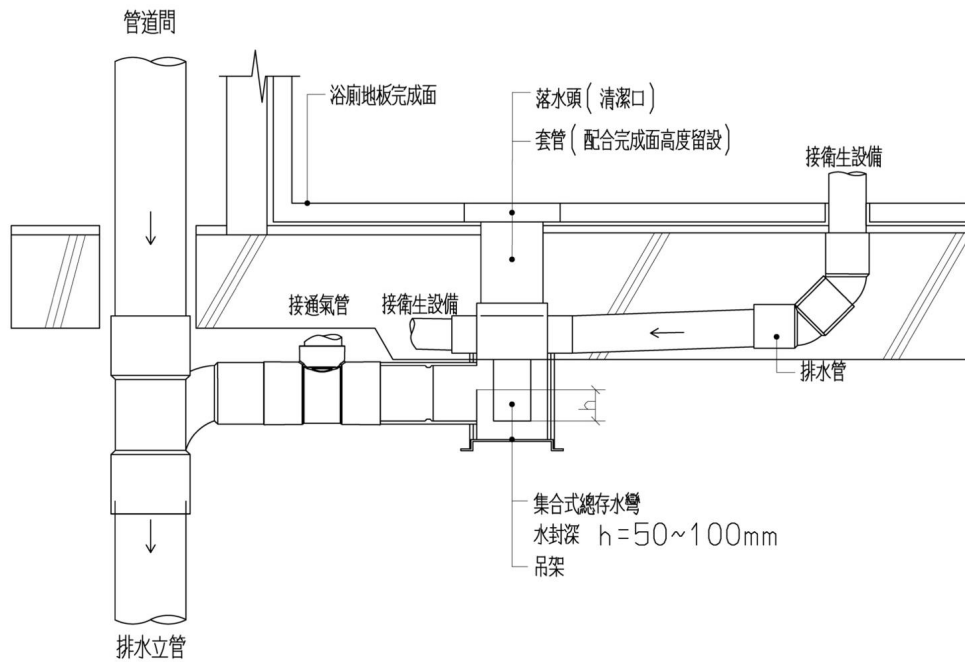 管道間
浴廁地板完成面
落水頭(清潔口)
套管(配合完成面高度留設)
接衛生設備
接通氣管
接衛生設備
排水管
h
集合式總存水彎
水封深 h=50~100mm
吊架
排水立管